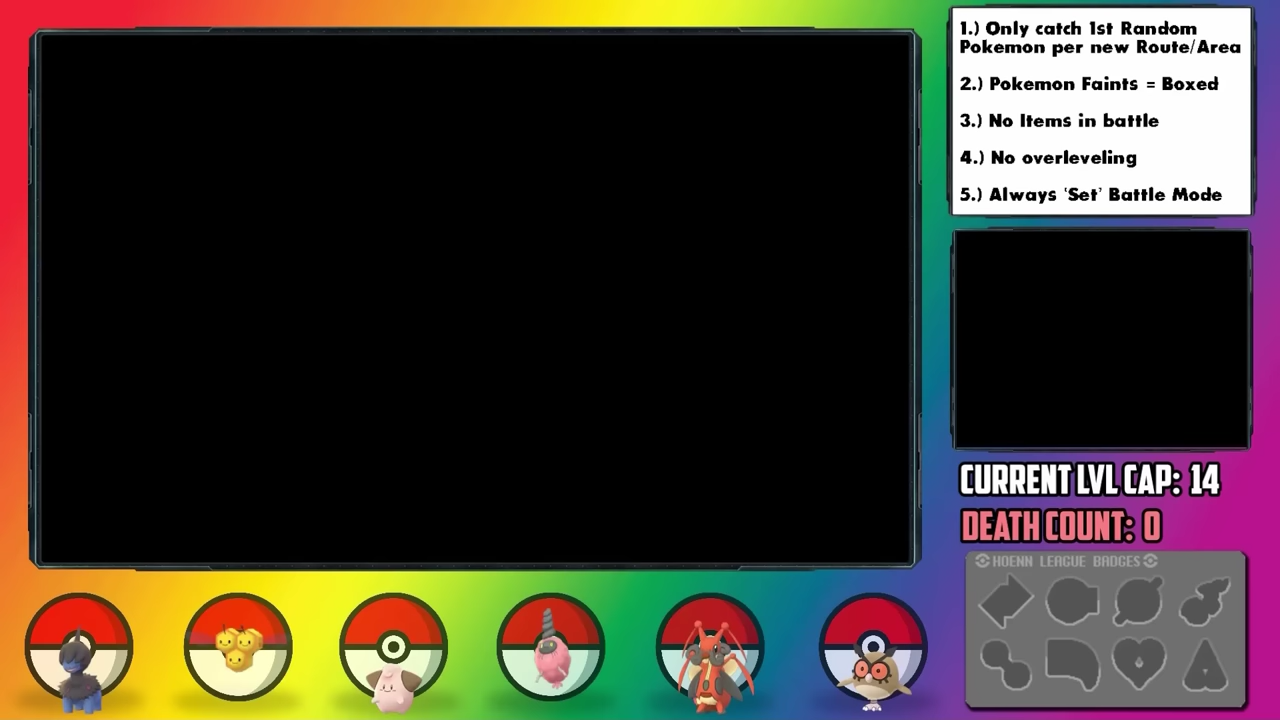 1.) Only catch 1st Random
Pokemon per new Route/Area
2.) Pokemon Faints = Boxed
3.) No Items in battle
4.) No overleveling
5.) Always 'Set' Battle Mode
CURRENT LVL CAP: 14
DEATH COUNT: 0
HOENN LEAGUE BADGES